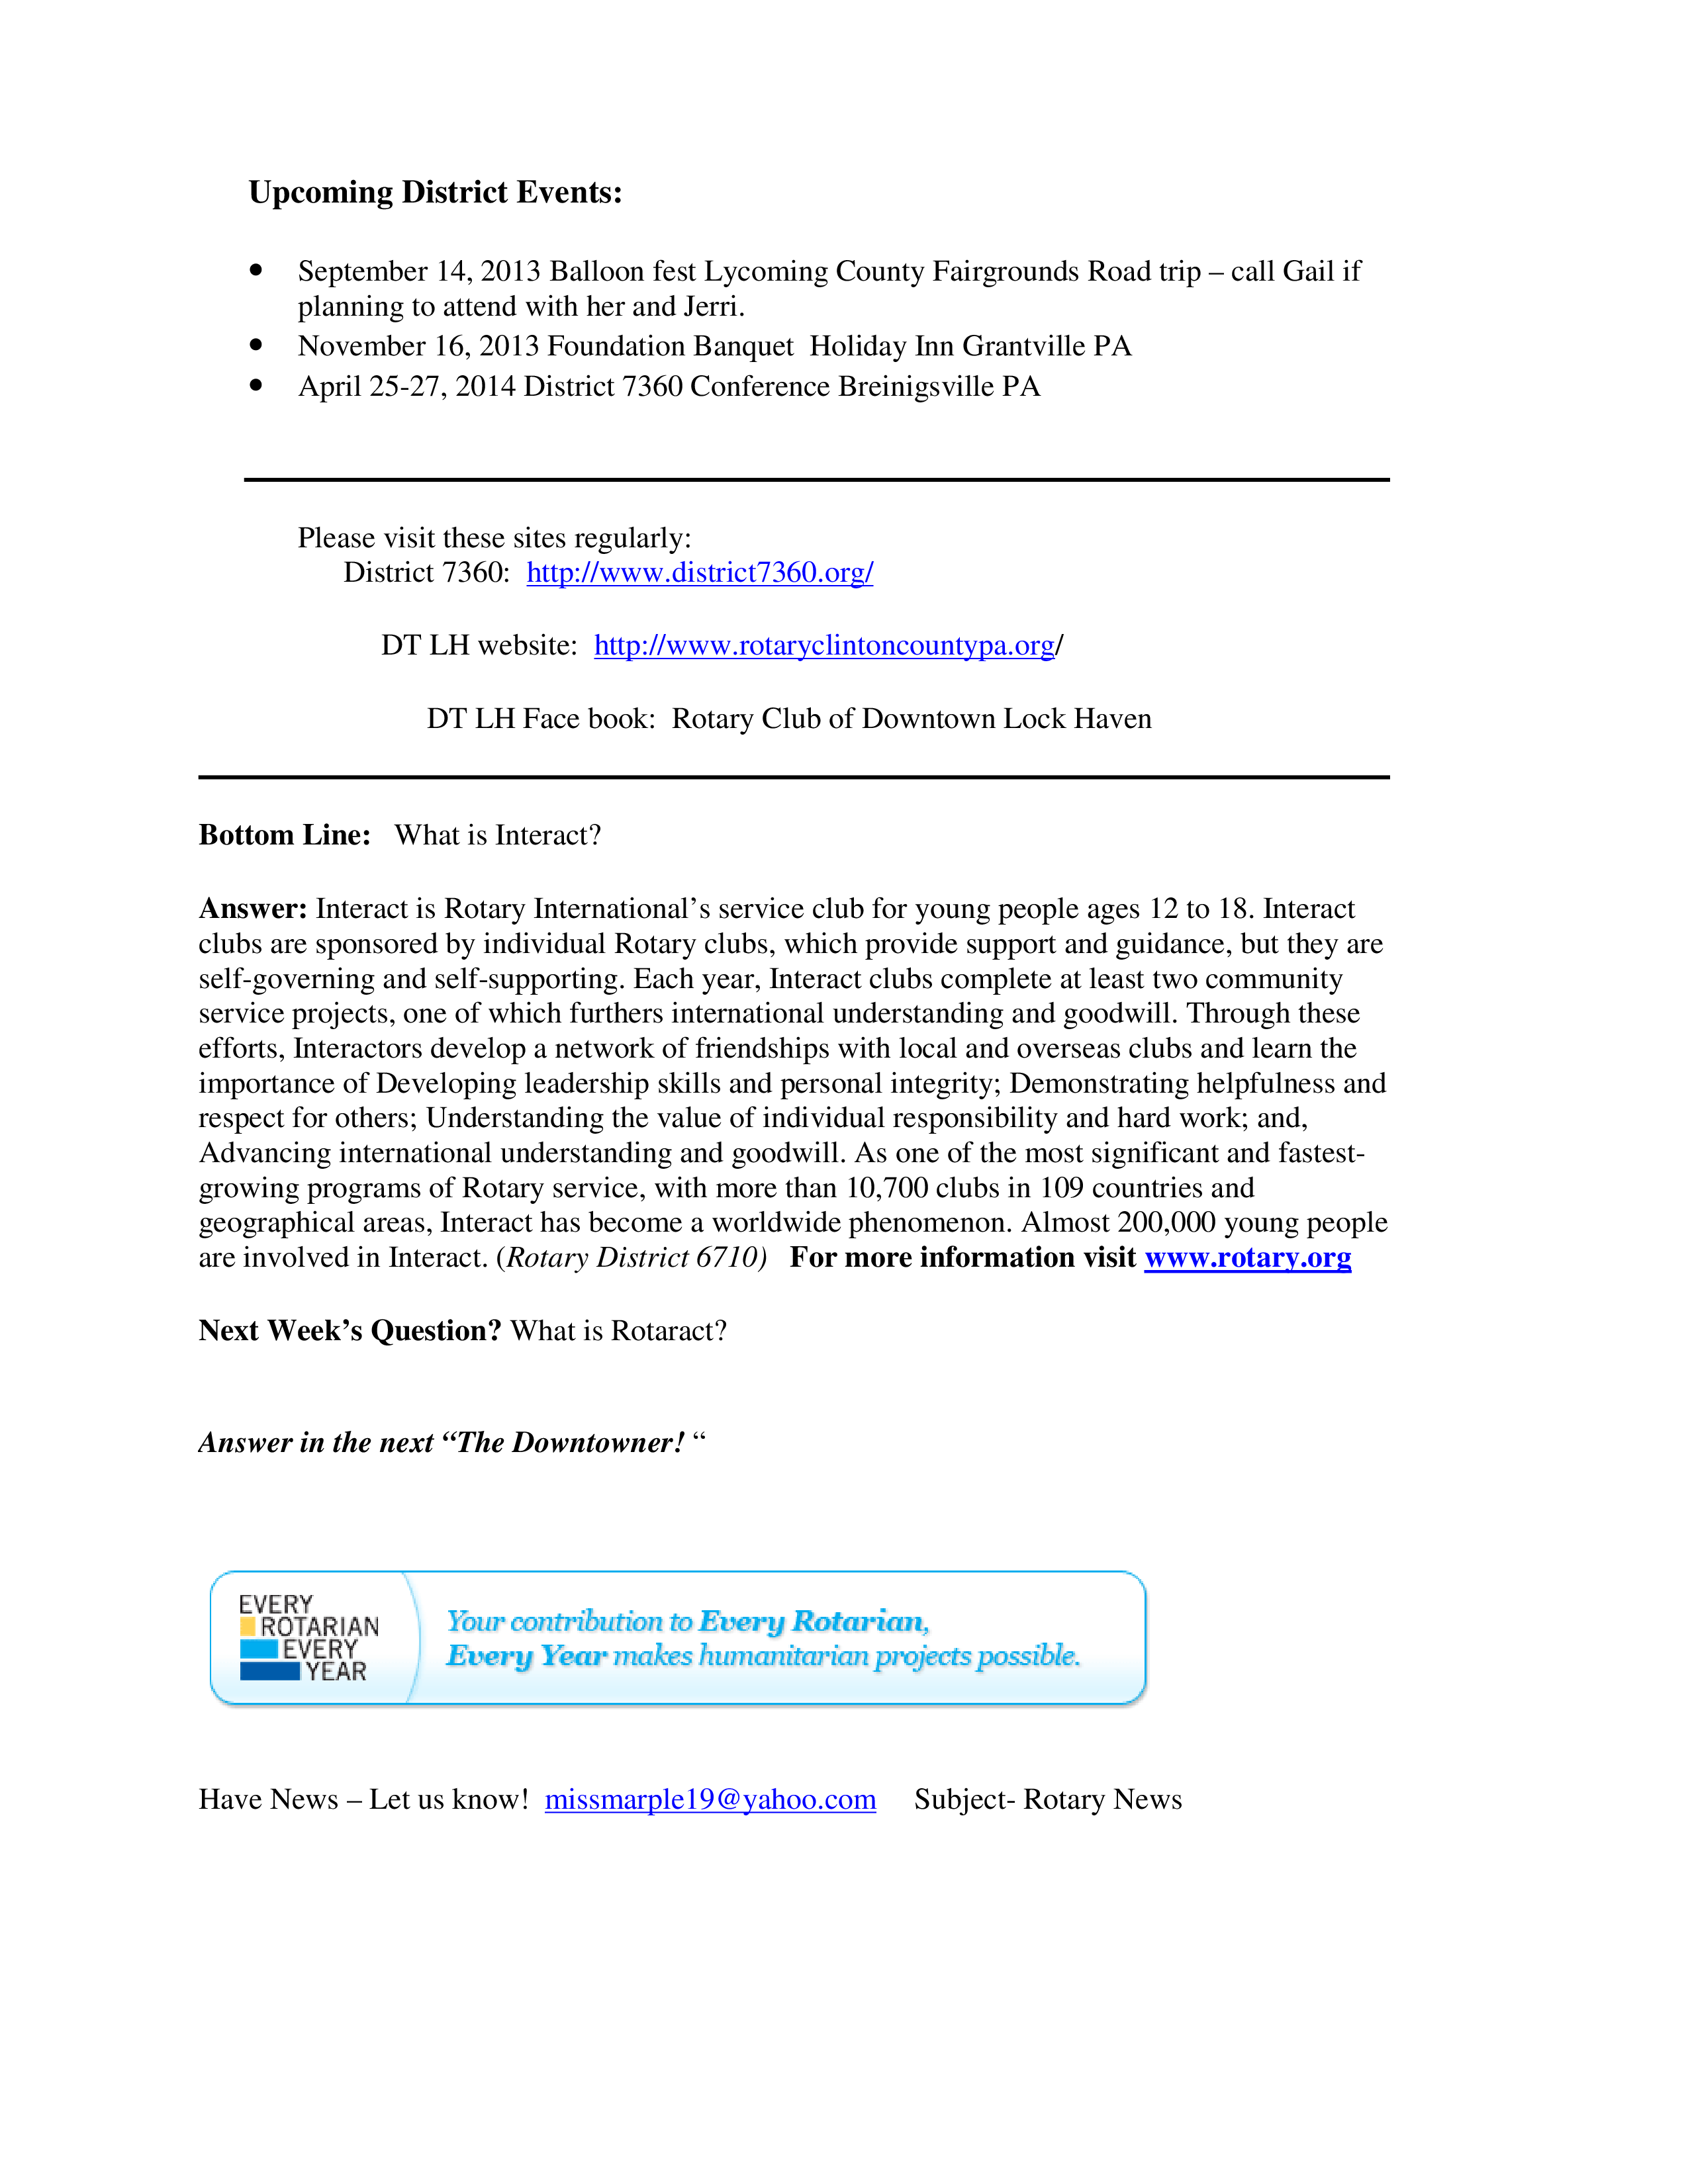 Upcoming District Events:
• September 14, 2013 Balloon fest Lycoming County Fairgrounds Road trip – call Gail if
planning to attend with her and Jerri.
• November 16, 2013 Foundation Banquet  Holiday Inn Grantville PA
• April 25-27, 2014 District 7360 Conference Breinigsville PA
Please visit these sites regularly:
District 7360:  http://www.district7360.org/
DT LH website:  http://www.rotaryclintoncountypa.org/
DT LH Face book:  Rotary Club of Downtown Lock Haven
Bottom Line:   What is Interact?
Answer: Interact is Rotary International’s service club for young people ages 12 to 18. Interact
clubs are sponsored by individual Rotary clubs, which provide support and guidance, but they are
self-governing and self-supporting. Each year, Interact clubs complete at least two community
service projects, one of which furthers international understanding and goodwill. Through these
efforts, Interactors develop a network of friendships with local and overseas clubs and learn the
importance of Developing leadership skills and personal integrity; Demonstrating helpfulness and
respect for others; Understanding the value of individual responsibility and hard work; and,
Advancing international understanding and goodwill. As one of the most significant and fastest-
growing programs of Rotary service, with more than 10,700 clubs in 109 countries and
geographical areas, Interact has become a worldwide phenomenon. Almost 200,000 young people
are involved in Interact. (Rotary District 6710)   For more information visit www.rotary.org
Next Week’s Question? What is Rotaract?
Answer in the next “The Downtowner! “
EVERY
ROTARIAN
EVERY
YEAR
Your contribution to Every Rotarian,
Every Year makes humanitarian projects possible.
Have News – Let us know!  missmarple19@yahoo.com     Subject- Rotary News